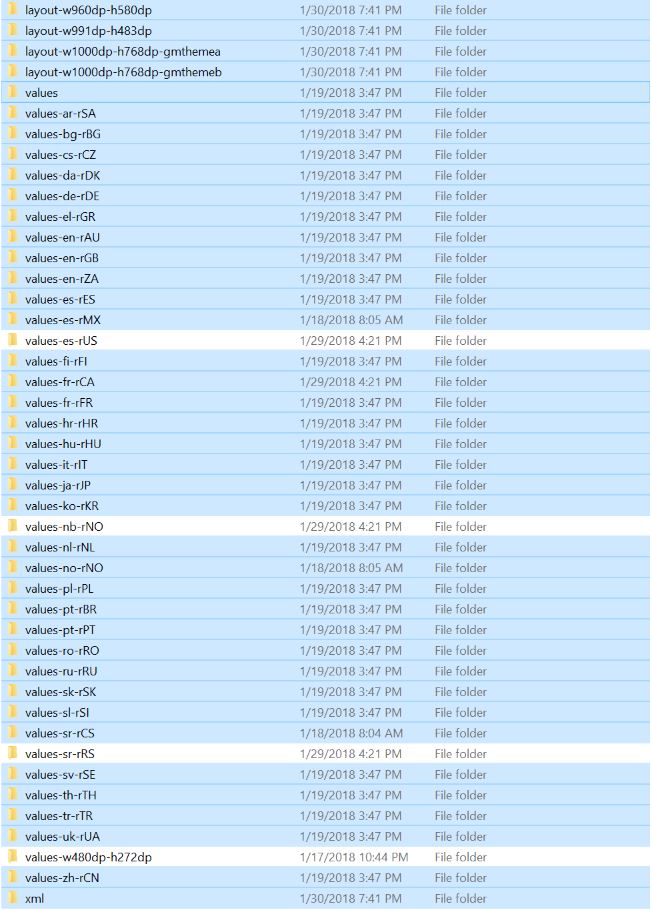 layout-w960dp-h580dp 1/30/2018 7:41 PM File folder
layout-w991dp-h483dp 1/30/2018 7:41 PM File folder
layout-w1000dp-h768dp-gmthemea 1/30/2018 7:41 PM File folder
layout-w1000dp-h768dp-gmthemeb 1/30/2018 7:41 PM File folder
values 1/19/2018 3:47 PM File folder
values-ar-rSA 1/19/2018 3:47 PM File folder
values-bg-rBG 1/19/2018 3:47 PM File folder
values-cs-rCZ 1/19/2018 3:47 PM File folder
values-da-rDK 1/19/2018 3:47 PM File folder
values-de-rDE 1/19/2018 3:47 PM File folder
values-el-rGR 1/19/2018 3:47 PM File folder
values-en-rAU 1/19/2018 3:47 PM File folder
values-en-rGB 1/19/2018 3:47 PM File folder
values-en-rZA 1/19/2018 3:47 PM File folder
values-es-rES 1/19/2018 3:47 PM File folder
values-es-rMX 1/18/2018 8:05 AM File folder
values-es-rUS 1/29/2018 4:21 PM File folder
values-fi-rFI 1/19/2018 3:47 PM File folder
values-fr-rCA 1/29/2018 4:21 PM File folder
values-fr-rFR 1/19/2018 3:47 PM File folder
values-hr-rHR 1/19/2018 3:47 PM File folder
values-hu-rHU 1/19/2018 3:47 PM File folder
values-it-rIT 1/19/2018 3:47 PM File folder
values-ja-rJP 1/19/2018 3:47 PM File folder
values-ko-rKR 1/19/2018 3:47 PM File folder
values-nb-rNO 1/29/2018 4:21 PM File folder
values-nl-rNL 1/19/2018 3:47 PM File folder
values-no-rNO 1/18/2018 8:05 AM File folder
values-pl-rPL 1/19/2018 3:47 PM File folder
values-pt-rBR 1/19/2018 3:47 PM File folder
values-pt-rPT 1/19/2018 3:47 PM File folder
values-ro-rRO 1/19/2018 3:47 PM File folder
values-ru-rRU 1/19/2018 3:47 PM File folder
values-sk-rSK 1/19/2018 3:47 PM File folder
values-sl-rSI 1/19/2018 3:47 PM File folder
values-sr-rCS 1/18/2018 8:04 AM File folder
values-sr-rRS 1/29/2018 4:21 PM File folder
values-sv-rSE 1/19/2018 3:47 PM File folder
values-th-rTH 1/19/2018 3:47 PM File folder
values-tr-rTR 1/19/2018 3:47 PM File folder
values-uk-rUA 1/19/2018 3:47 PM File folder
values-w480dp-h272dp 1/17/2018 10:44 PM File folder
values-zh-rCN 1/19/2018 3:47 PM File folder
xml 1/30/2018 7:41 PM File folder